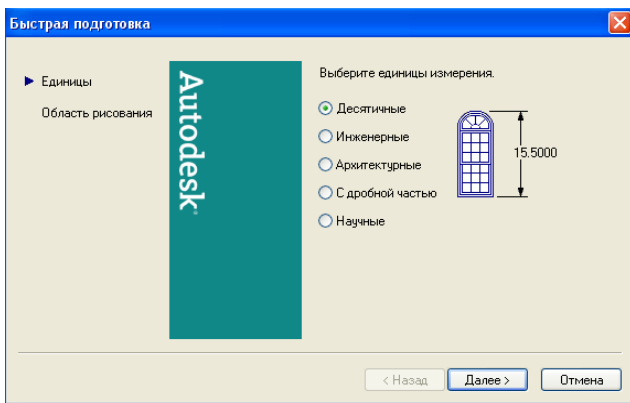 Быстрая подготовка
Единицы
Область рисования
Autodesk
Выберите единицы измерения.
Десятичные
Инженерные
Архитектурные
С дробной частью
Научные
15.5000
< Назад
Далее >
Отмена